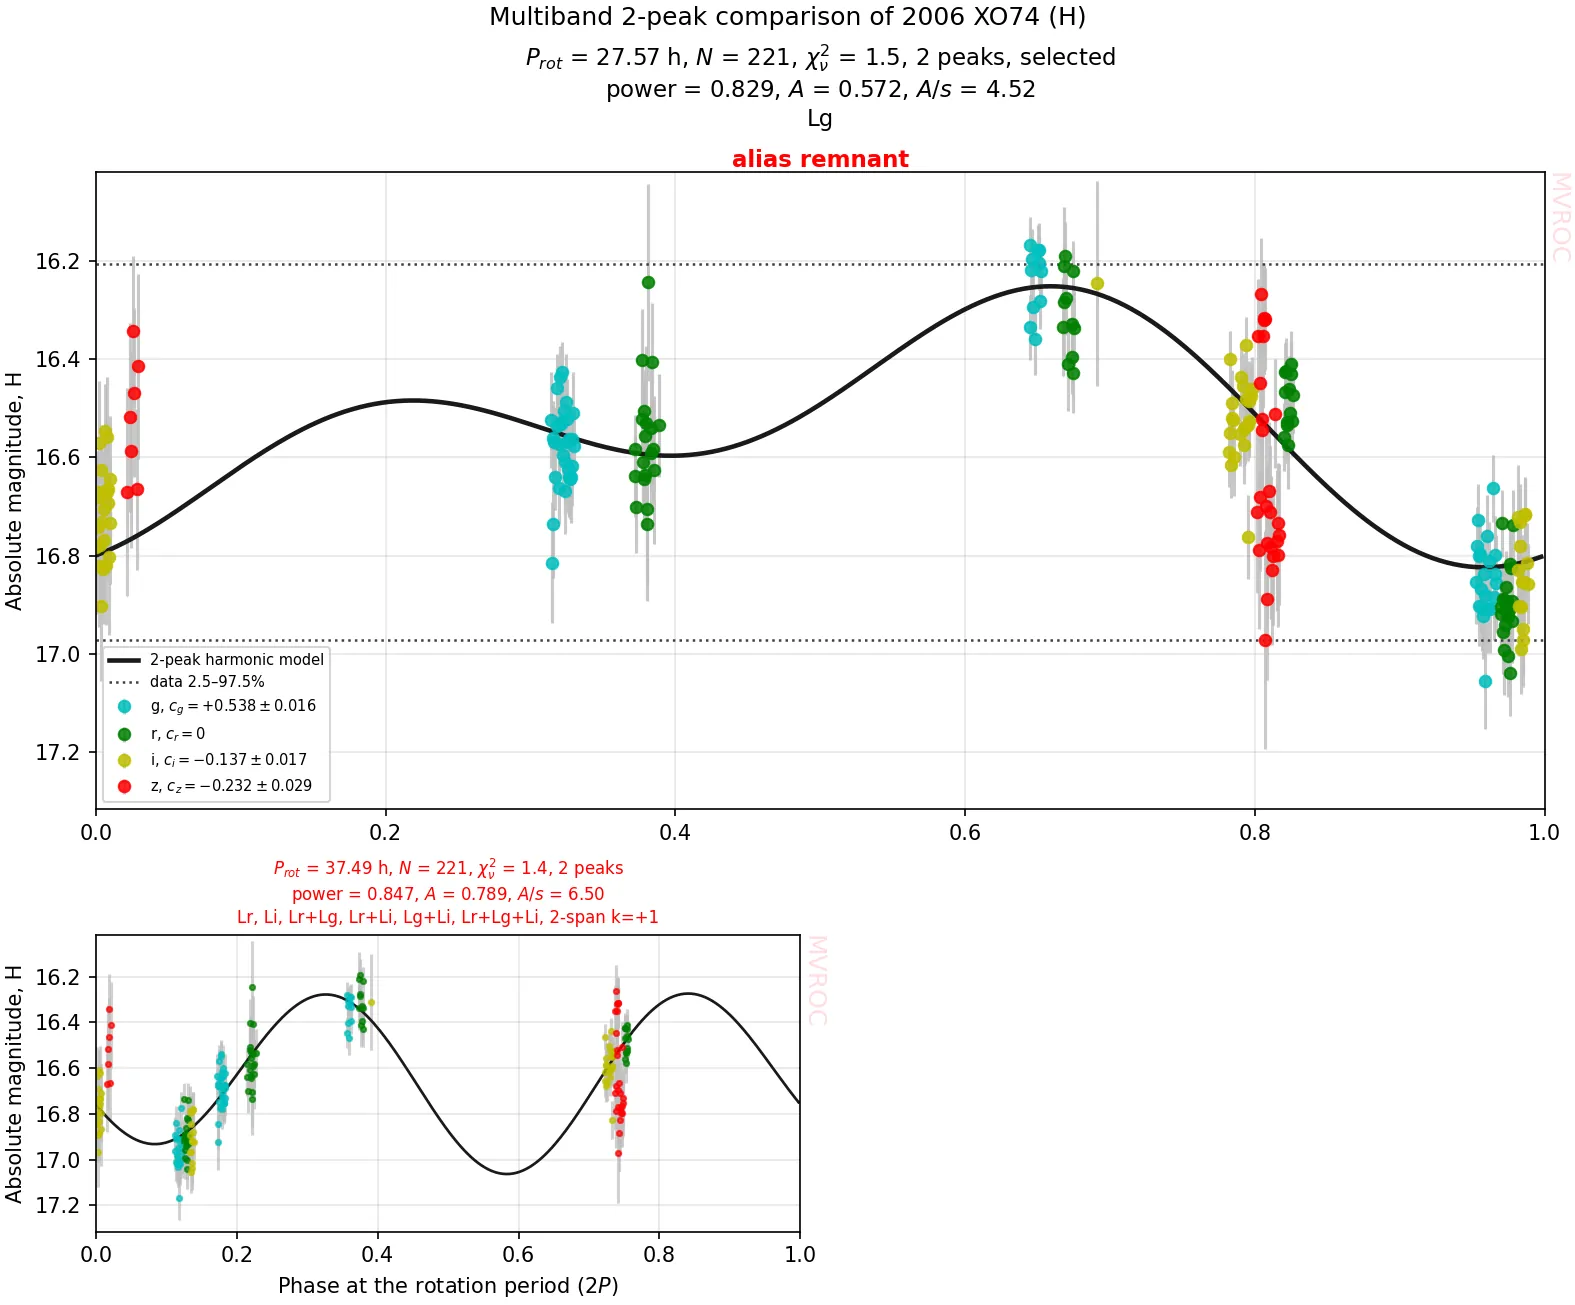 Multiband 2-peak comparison of 2006 XO74 (H)
P_rot = 27.57 h, N = 221, χ²_ν = 1.5, 2 peaks, selected
power = 0.829, A = 0.572, A/s = 4.52
Lg
alias remnant
MVROC
Absolute magnitude, H
16.2
16.4
16.6
16.8
17.0
17.2
2-peak harmonic model
data 2.5–97.5%
g, c_g = +0.538 ± 0.016
r, c_r = 0
i, c_i = −0.137 ± 0.017
z, c_z = −0.232 ± 0.029
0.0 0.2 0.4 0.6 0.8 1.0
P_rot = 37.49 h, N = 221, χ²_ν = 1.4, 2 peaks
power = 0.847, A = 0.789, A/s = 6.50
Lr, Li, Lr+Lg, Lr+Li, Lg+Li, Lr+Lg+Li, 2-span k=+1
MVROC
Absolute magnitude, H
16.2
16.4
16.6
16.8
17.0
17.2
0.0 0.2 0.4 0.6 0.8 1.0
Phase at the rotation period (2P)